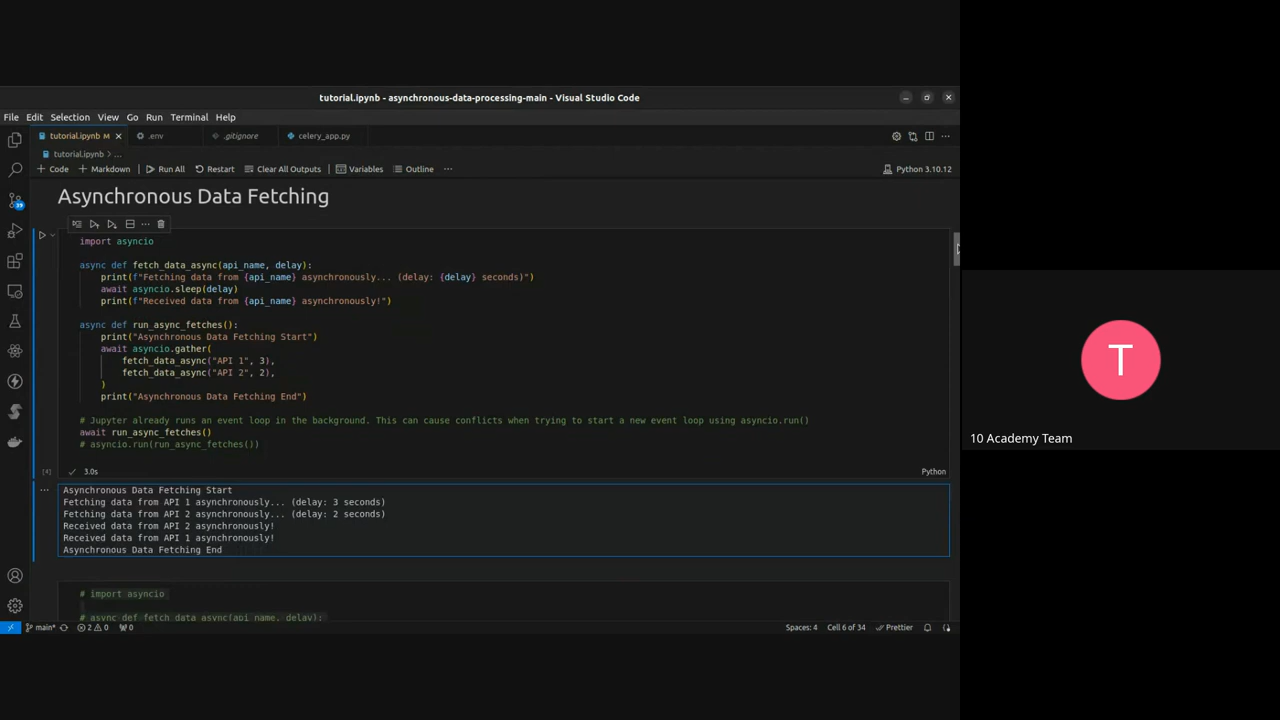 tutorial.ipynb - asynchronous-data-processing-main - Visual Studio Code
File Edit Selection View Go Run Terminal Help
tutorial.ipynb M .env .gitignore celery_app.py
tutorial.ipynb > ...
+ Code + Markdown Run All Restart Clear All Outputs Variables Outline ... Python 3.10.12
Asynchronous Data Fetching
import asyncio
async def fetch_data_async(api_name, delay):
print(f"Fetching data from {api_name} asynchronously... (delay: {delay} seconds)")
await asyncio.sleep(delay)
print(f"Received data from {api_name} asynchronously!")
async def run_async_fetches():
print("Asynchronous Data Fetching Start")
await asyncio.gather(
fetch_data_async("API 1", 3),
fetch_data_async("API 2", 2),
)
print("Asynchronous Data Fetching End")
# Jupyter already runs an event loop in the background. This can cause conflicts when trying to start a new event loop using asyncio.run()
await run_async_fetches()
# asyncio.run(run_async_fetches())
[4] 3.0s Python
Asynchronous Data Fetching Start
Fetching data from API 1 asynchronously... (delay: 3 seconds)
Fetching data from API 2 asynchronously... (delay: 2 seconds)
Received data from API 2 asynchronously!
Received data from API 1 asynchronously!
Asynchronous Data Fetching End
# import asyncio
# async def fetch_data_async(api_name, delay):
main* 2 0 0 Spaces: 4 Cell 6 of 34 Prettier
39
T
10 Academy Team